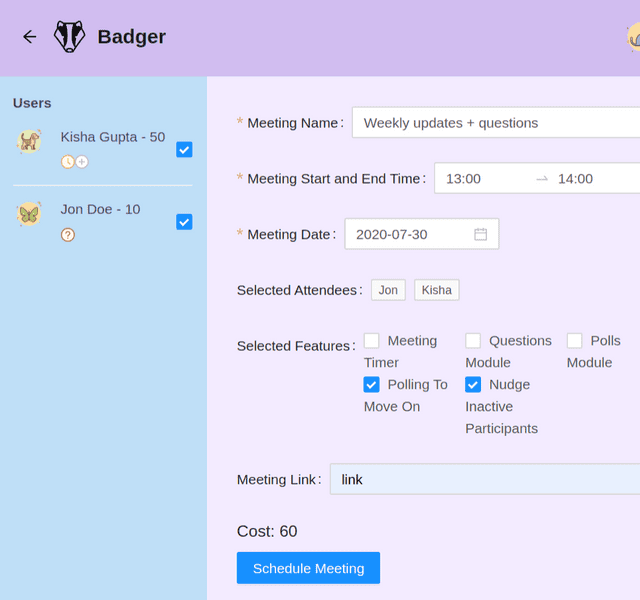 Badger
Users
Kisha Gupta - 50
Jon Doe - 10
* Meeting Name:
Weekly updates + questions
* Meeting Start and End Time:
13:00 → 14:00
* Meeting Date:
2020-07-30
Selected Attendees:
Jon Kisha
Selected Features:
Meeting Timer
Questions Module
Polls Module
Polling To Move On
Nudge Inactive Participants
Meeting Link:
link
Cost: 60
Schedule Meeting